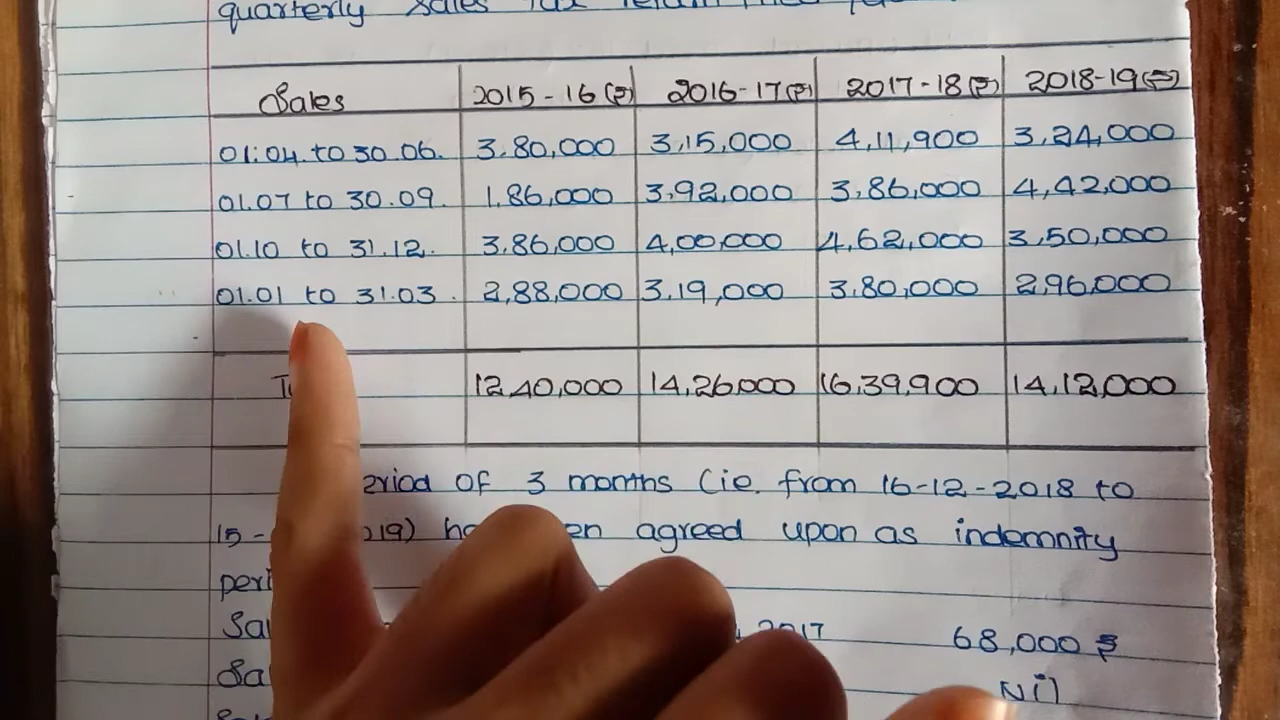 quarterly sales Tax return
Sales 2015-16(₹) 2016-17(₹) 2017-18(₹) 2018-19(₹)
01.04 to 30.06. 3,80,000 3,15,000 4,11,900 3,24,000
01.07 to 30.09. 1,86,000 3,92,000 3,86,000 4,42,000
01.10 to 31.12. 3,86,000 4,00,000 4,62,000 3,50,000
01.01 to 31.03. 2,88,000 3,19,000 3,80,000 2,96,000
12,40,000 14,26,000 16,39,900 14,12,000
of 3 months (ie. from 16-12-2018 to
15- agreed upon as indemnity
2017 68,000 ₹
Nil